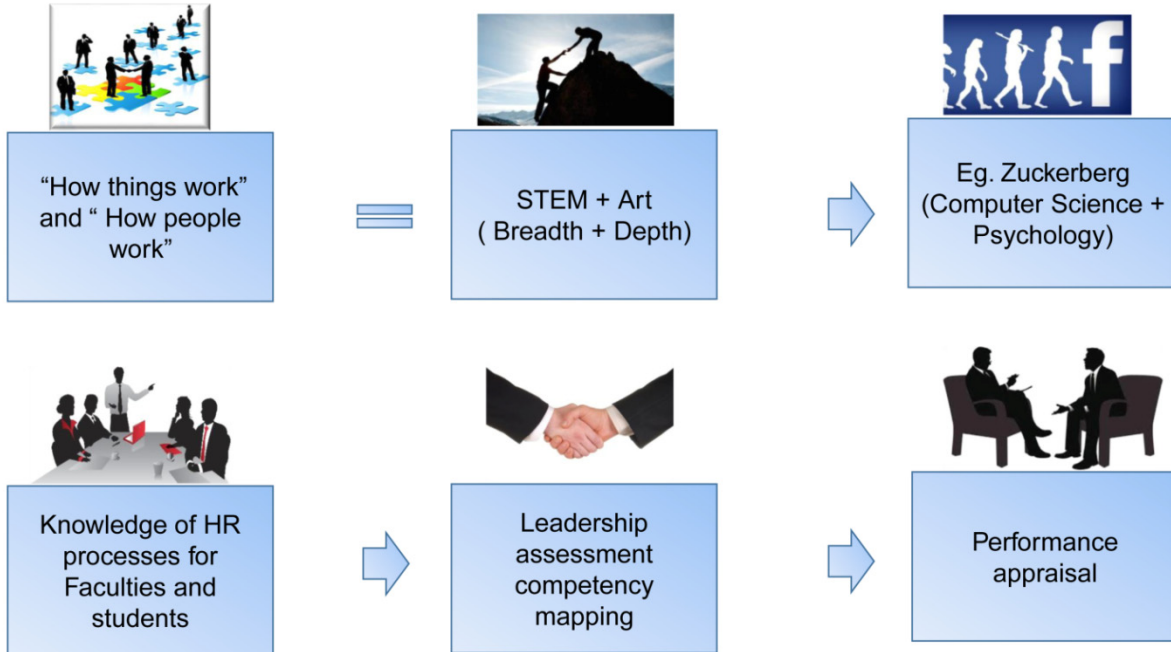 “How things work”
and “ How people
work”
STEM + Art
( Breadth + Depth)
f
Eg. Zuckerberg
(Computer Science +
Psychology)
Knowledge of HR
processes for
Faculties and
students
Leadership
assessment
competency
mapping
Performance
appraisal